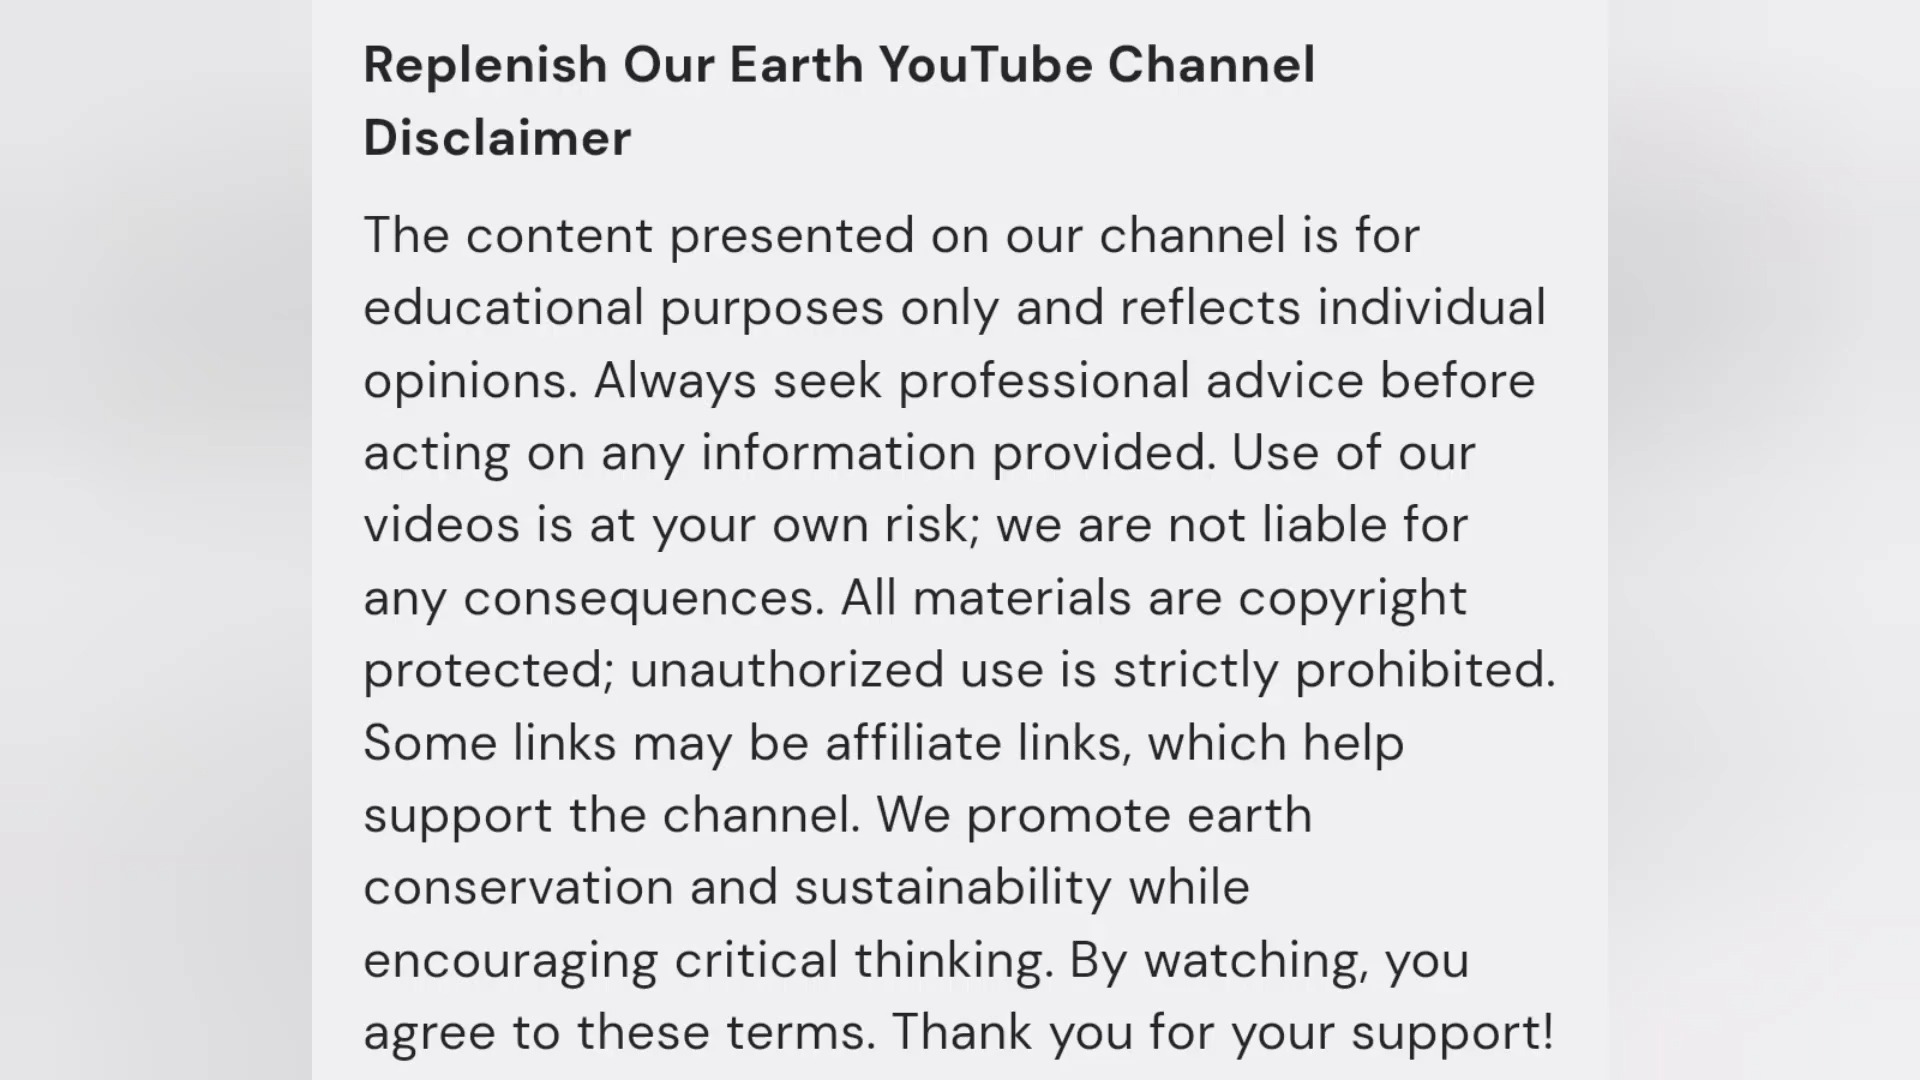 Replenish Our Earth YouTube Channel
Disclaimer
The content presented on our channel is for
educational purposes only and reflects individual
opinions. Always seek professional advice before
acting on any information provided. Use of our
videos is at your own risk; we are not liable for
any consequences. All materials are copyright
protected; unauthorized use is strictly prohibited.
Some links may be affiliate links, which help
support the channel. We promote earth
conservation and sustainability while
encouraging critical thinking. By watching, you
agree to these terms. Thank you for your support!